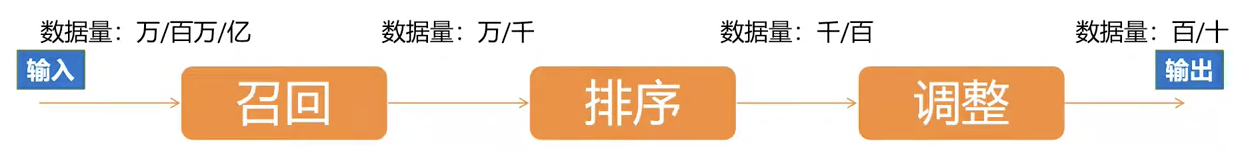 数据量：万/百万/亿
数据量：万/千
数据量：千/百
数据量：百/十
输入
召回
排序
调整
输出